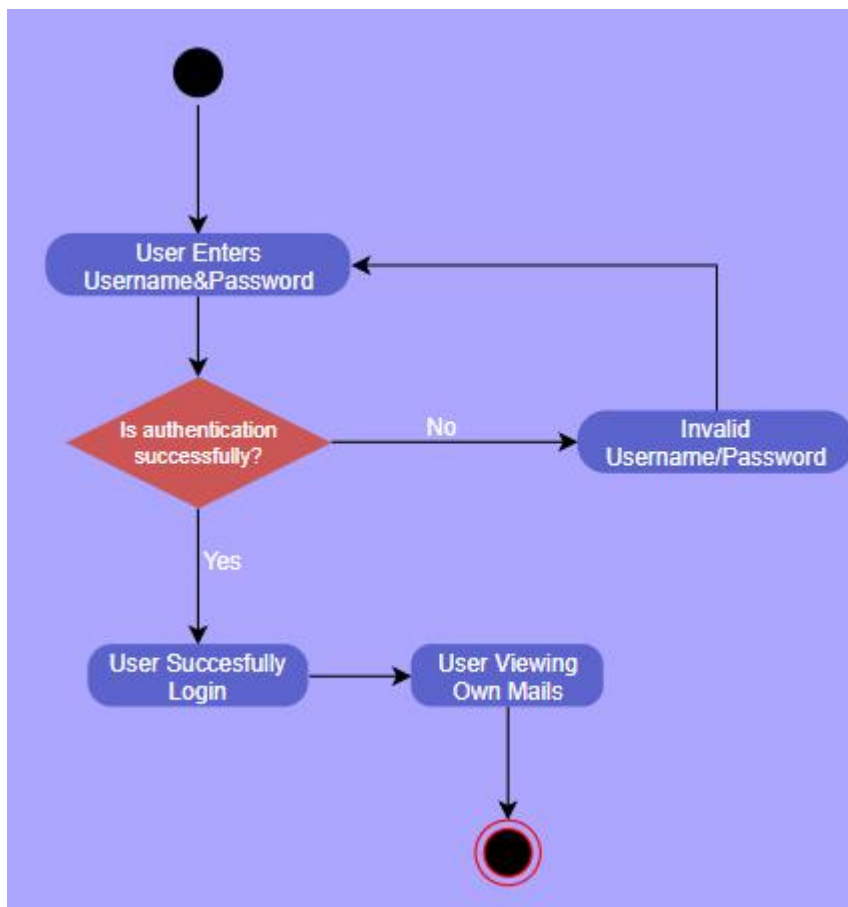 User Enters
Username&Password
Is authentication
successfully?
No
Invalid
Username/Password
Yes
User Succesfully
Login
User Viewing
Own Mails